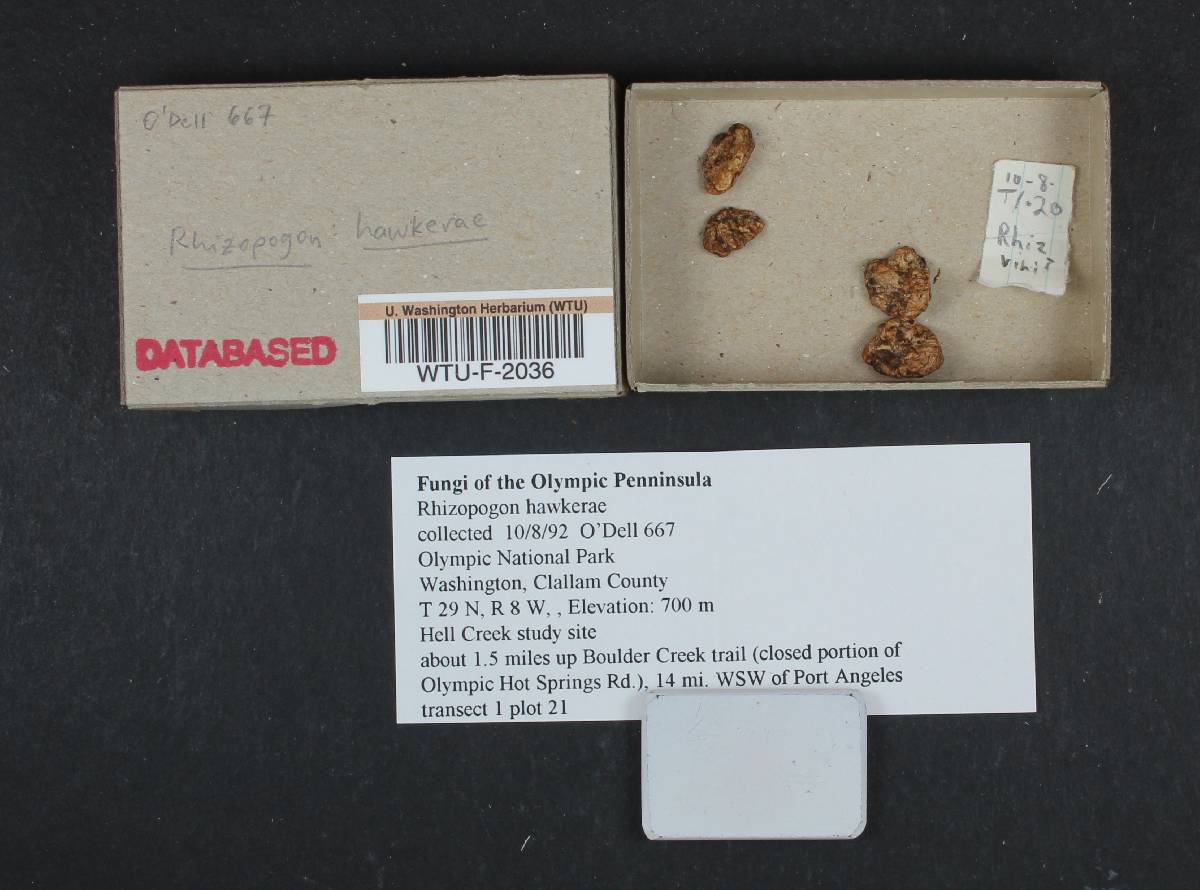 O'Dell 667
Rhizopogon hawkerae
DATABASED
U. Washington Herbarium (WTU)
WTU-F-2036
10-8-
T1.20
Rhiz
Fungi of the Olympic Penninsula
Rhizopogon hawkerae
collected 10/8/92 O'Dell 667
Olympic National Park
Washington, Clallam County
T 29 N, R 8 W, , Elevation: 700 m
Hell Creek study site
about 1.5 miles up Boulder Creek trail (closed portion of
Olympic Hot Springs Rd.), 14 mi. WSW of Port Angeles
transect 1 plot 21